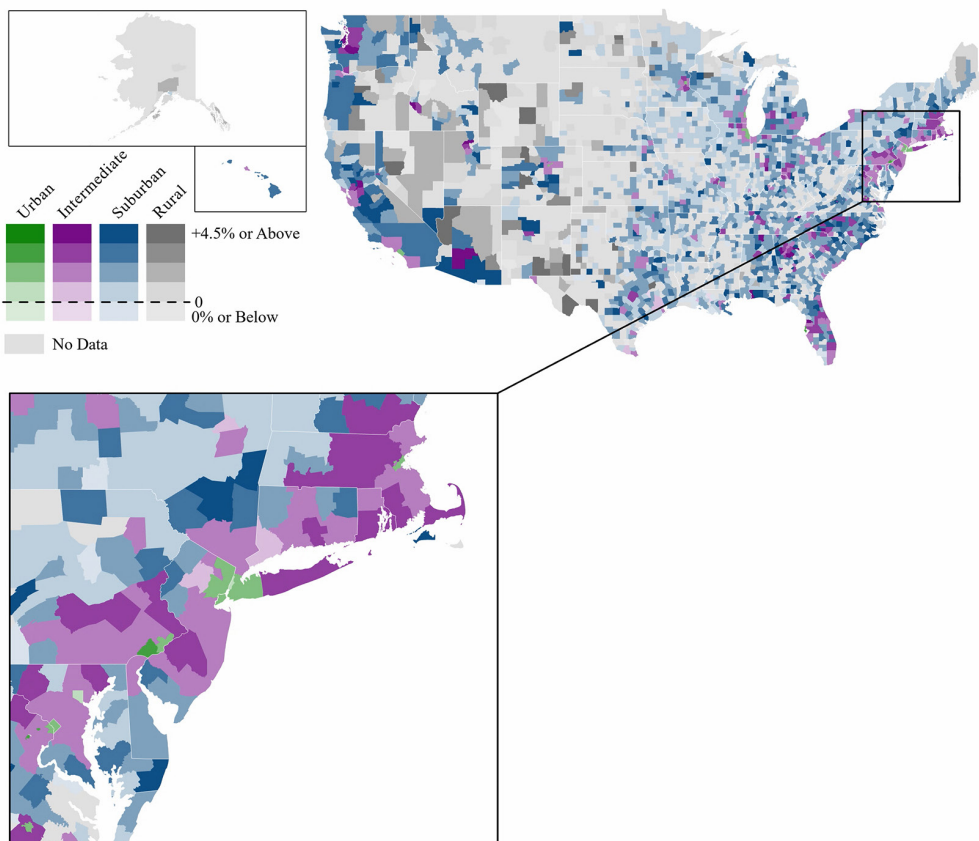 Urban
Intermediate
Suburban
Rural
+4.5% or Above
0
0% or Below
No Data